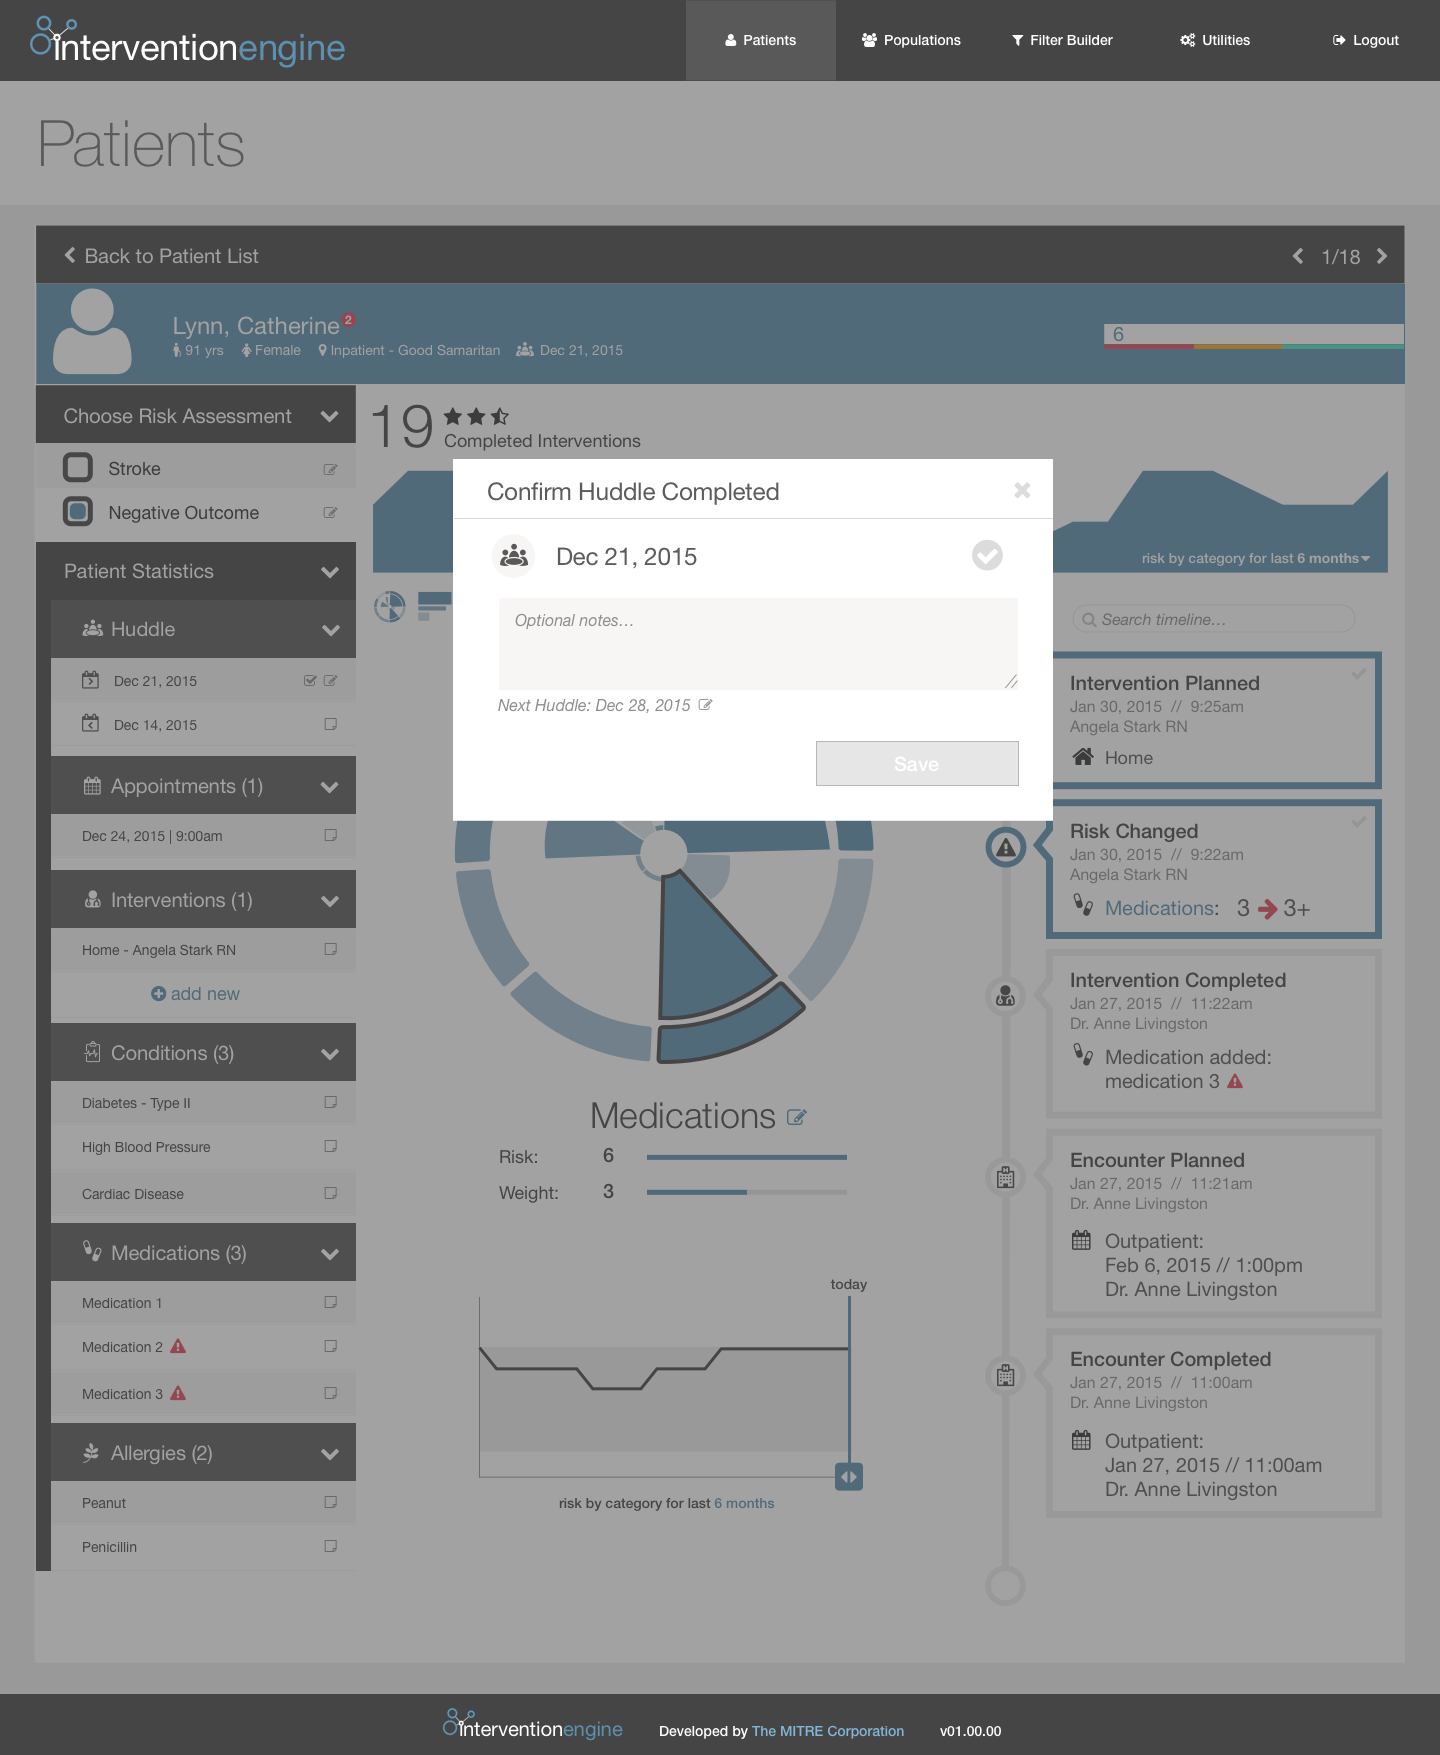 interventionengine
Patients
Populations
Filter Builder
Utilities
Logout
Patients
Back to Patient List
1/18
Lynn, Catherine 2
91 yrs Female Inpatient - Good Samaritan Dec 21, 2015
6
Choose Risk Assessment
Stroke
Negative Outcome
Patient Statistics
Huddle
Dec 21, 2015
Dec 14, 2015
Appointments (1)
Dec 24, 2015 | 9:00am
Interventions (1)
Home - Angela Stark RN
add new
Conditions (3)
Diabetes - Type II
High Blood Pressure
Cardiac Disease
Medications (3)
Medication 1
Medication 2
Medication 3
Allergies (2)
Peanut
Penicillin
19
Completed Interventions
risk by category for last 6 months
Confirm Huddle Completed
Dec 21, 2015
Optional notes...
Next Huddle: Dec 28, 2015
Save
Medications
Risk: 6
Weight: 3
today
risk by category for last 6 months
Search timeline...
Intervention Planned
Jan 30, 2015 // 9:25am
Angela Stark RN
Home
Risk Changed
Jan 30, 2015 // 9:22am
Angela Stark RN
Medications: 3 3+
Intervention Completed
Jan 27, 2015 // 11:22am
Dr. Anne Livingston
Medication added:
medication 3
Encounter Planned
Jan 27, 2015 // 11:21am
Dr. Anne Livingston
Outpatient:
Feb 6, 2015 // 1:00pm
Dr. Anne Livingston
Encounter Completed
Jan 27, 2015 // 11:00am
Dr. Anne Livingston
Outpatient:
Jan 27, 2015 // 11:00am
Dr. Anne Livingston
interventionengine
Developed by The MITRE Corporation
v01.00.00